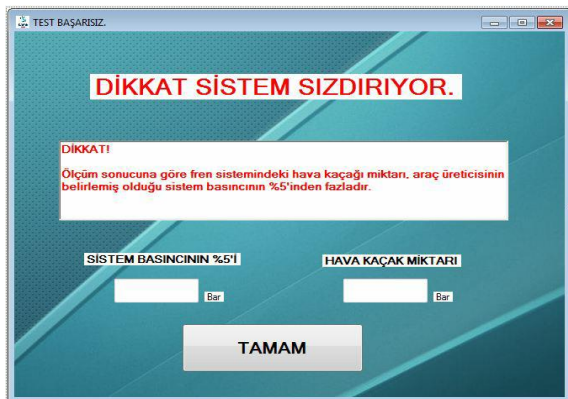 TEST BAŞARISIZ.
DİKKAT SİSTEM SIZDIRIYOR.
DİKKAT!
Ölçüm sonucuna göre fren sistemindeki hava kaçağı miktarı, araç üreticisinin
belirlemiş olduğu sistem basıncının %5'inden fazladır.
SİSTEM BASINCININ %5'İ
HAVA KAÇAK MİKTARI
Bar
Bar
TAMAM